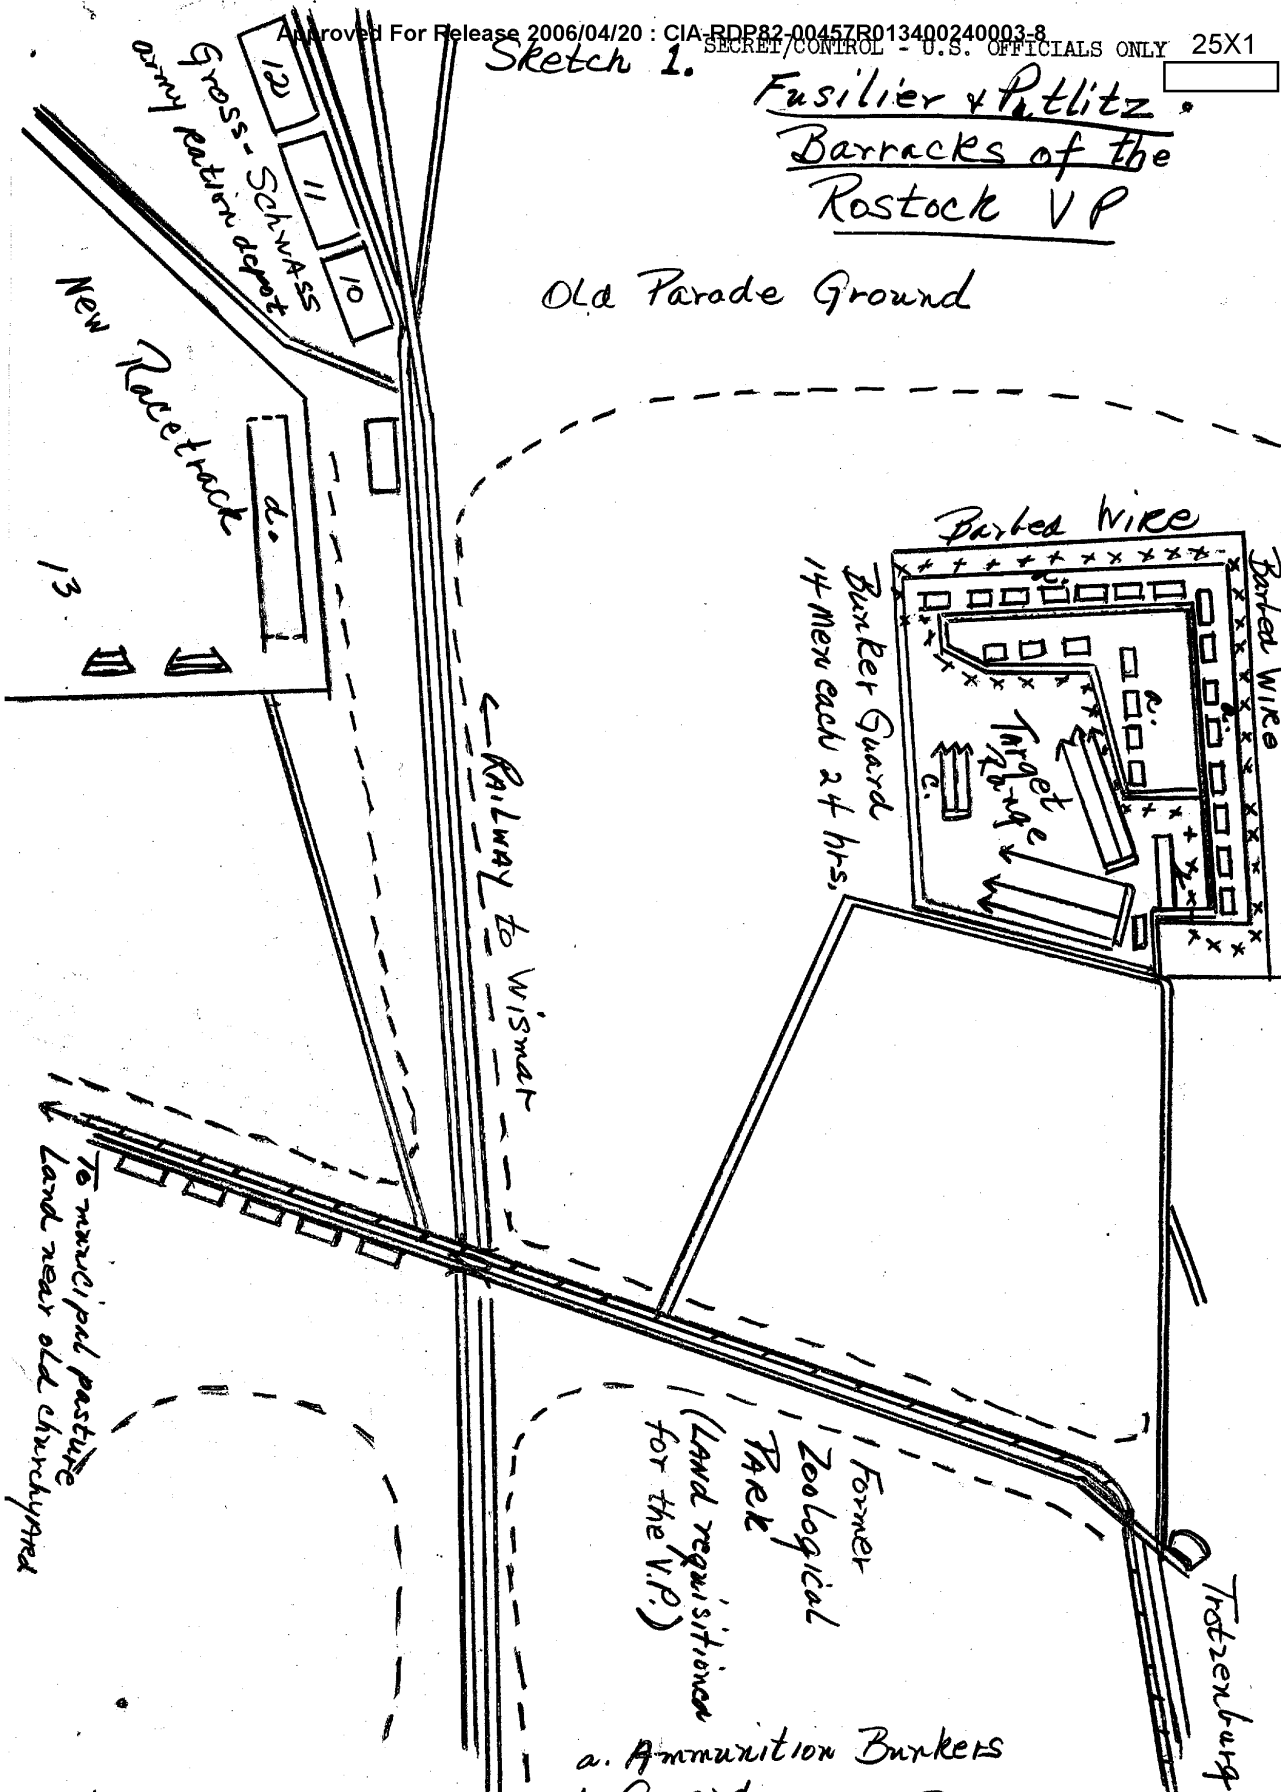 Approved For Release 2006/04/20 : CIA-RDP82-00457R013400240003-8
SECRET/CONTROL - U.S. OFFICIALS ONLY
25X1
Sketch 1.
Fusilier & Putlitz
Barracks of the
Rostock VP
12
11
10
Gross-Schwass
army Ration depot
Old Parade Ground
New Racetrack
d.
13
Barbed Wire
Barbed Wire
Bunker Guard
14 Men each 24 hrs.
a.
a.
a.
Target
Range
c.
← Railway to Wismar
To municipal pasture
Land near old churchyard
Former
Zoological
Park
(Land requisitioned
for the V.P.)
Trotzenburg
a. Ammunition Bunkers